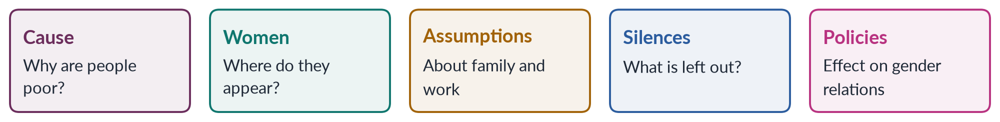 Cause
Why are people
poor?
Women
Where do they
appear?
Assumptions
About family and
work
Silences
What is left out?
Policies
Effect on gender
relations